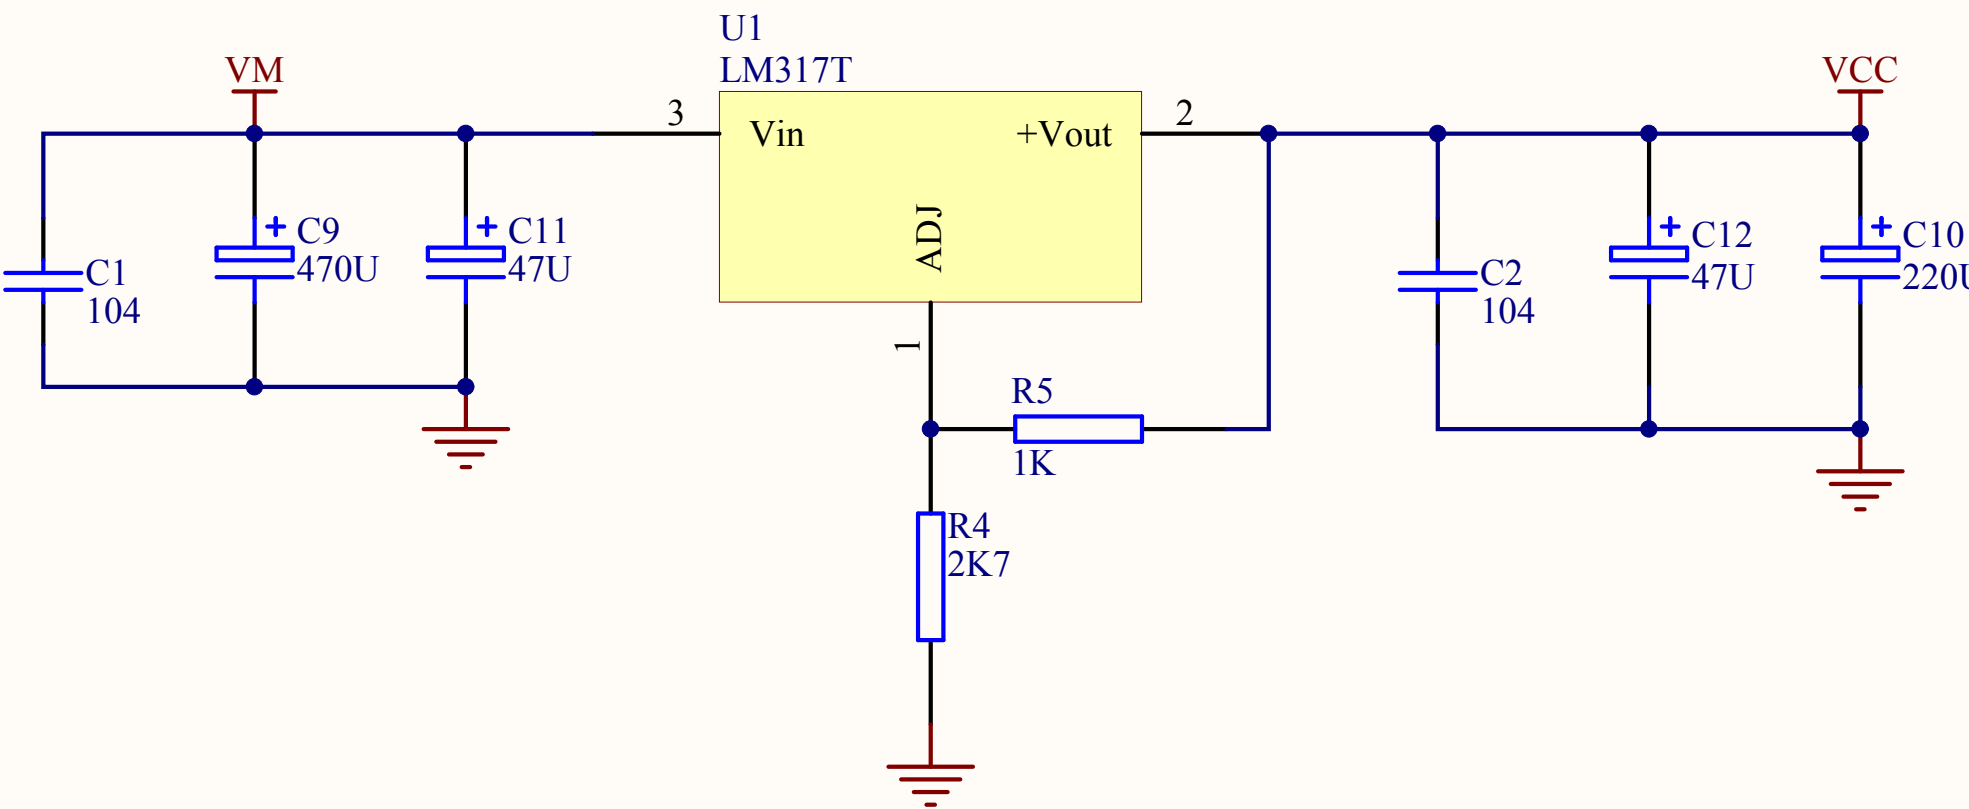 U1
LM317T
VM
VCC
3
Vin
+Vout
2
ADJ
1
C1
104
+ C9
470U
+ C11
47U
C2
104
+ C12
47U
+ C10
220U
R5
1K
R4
2K7